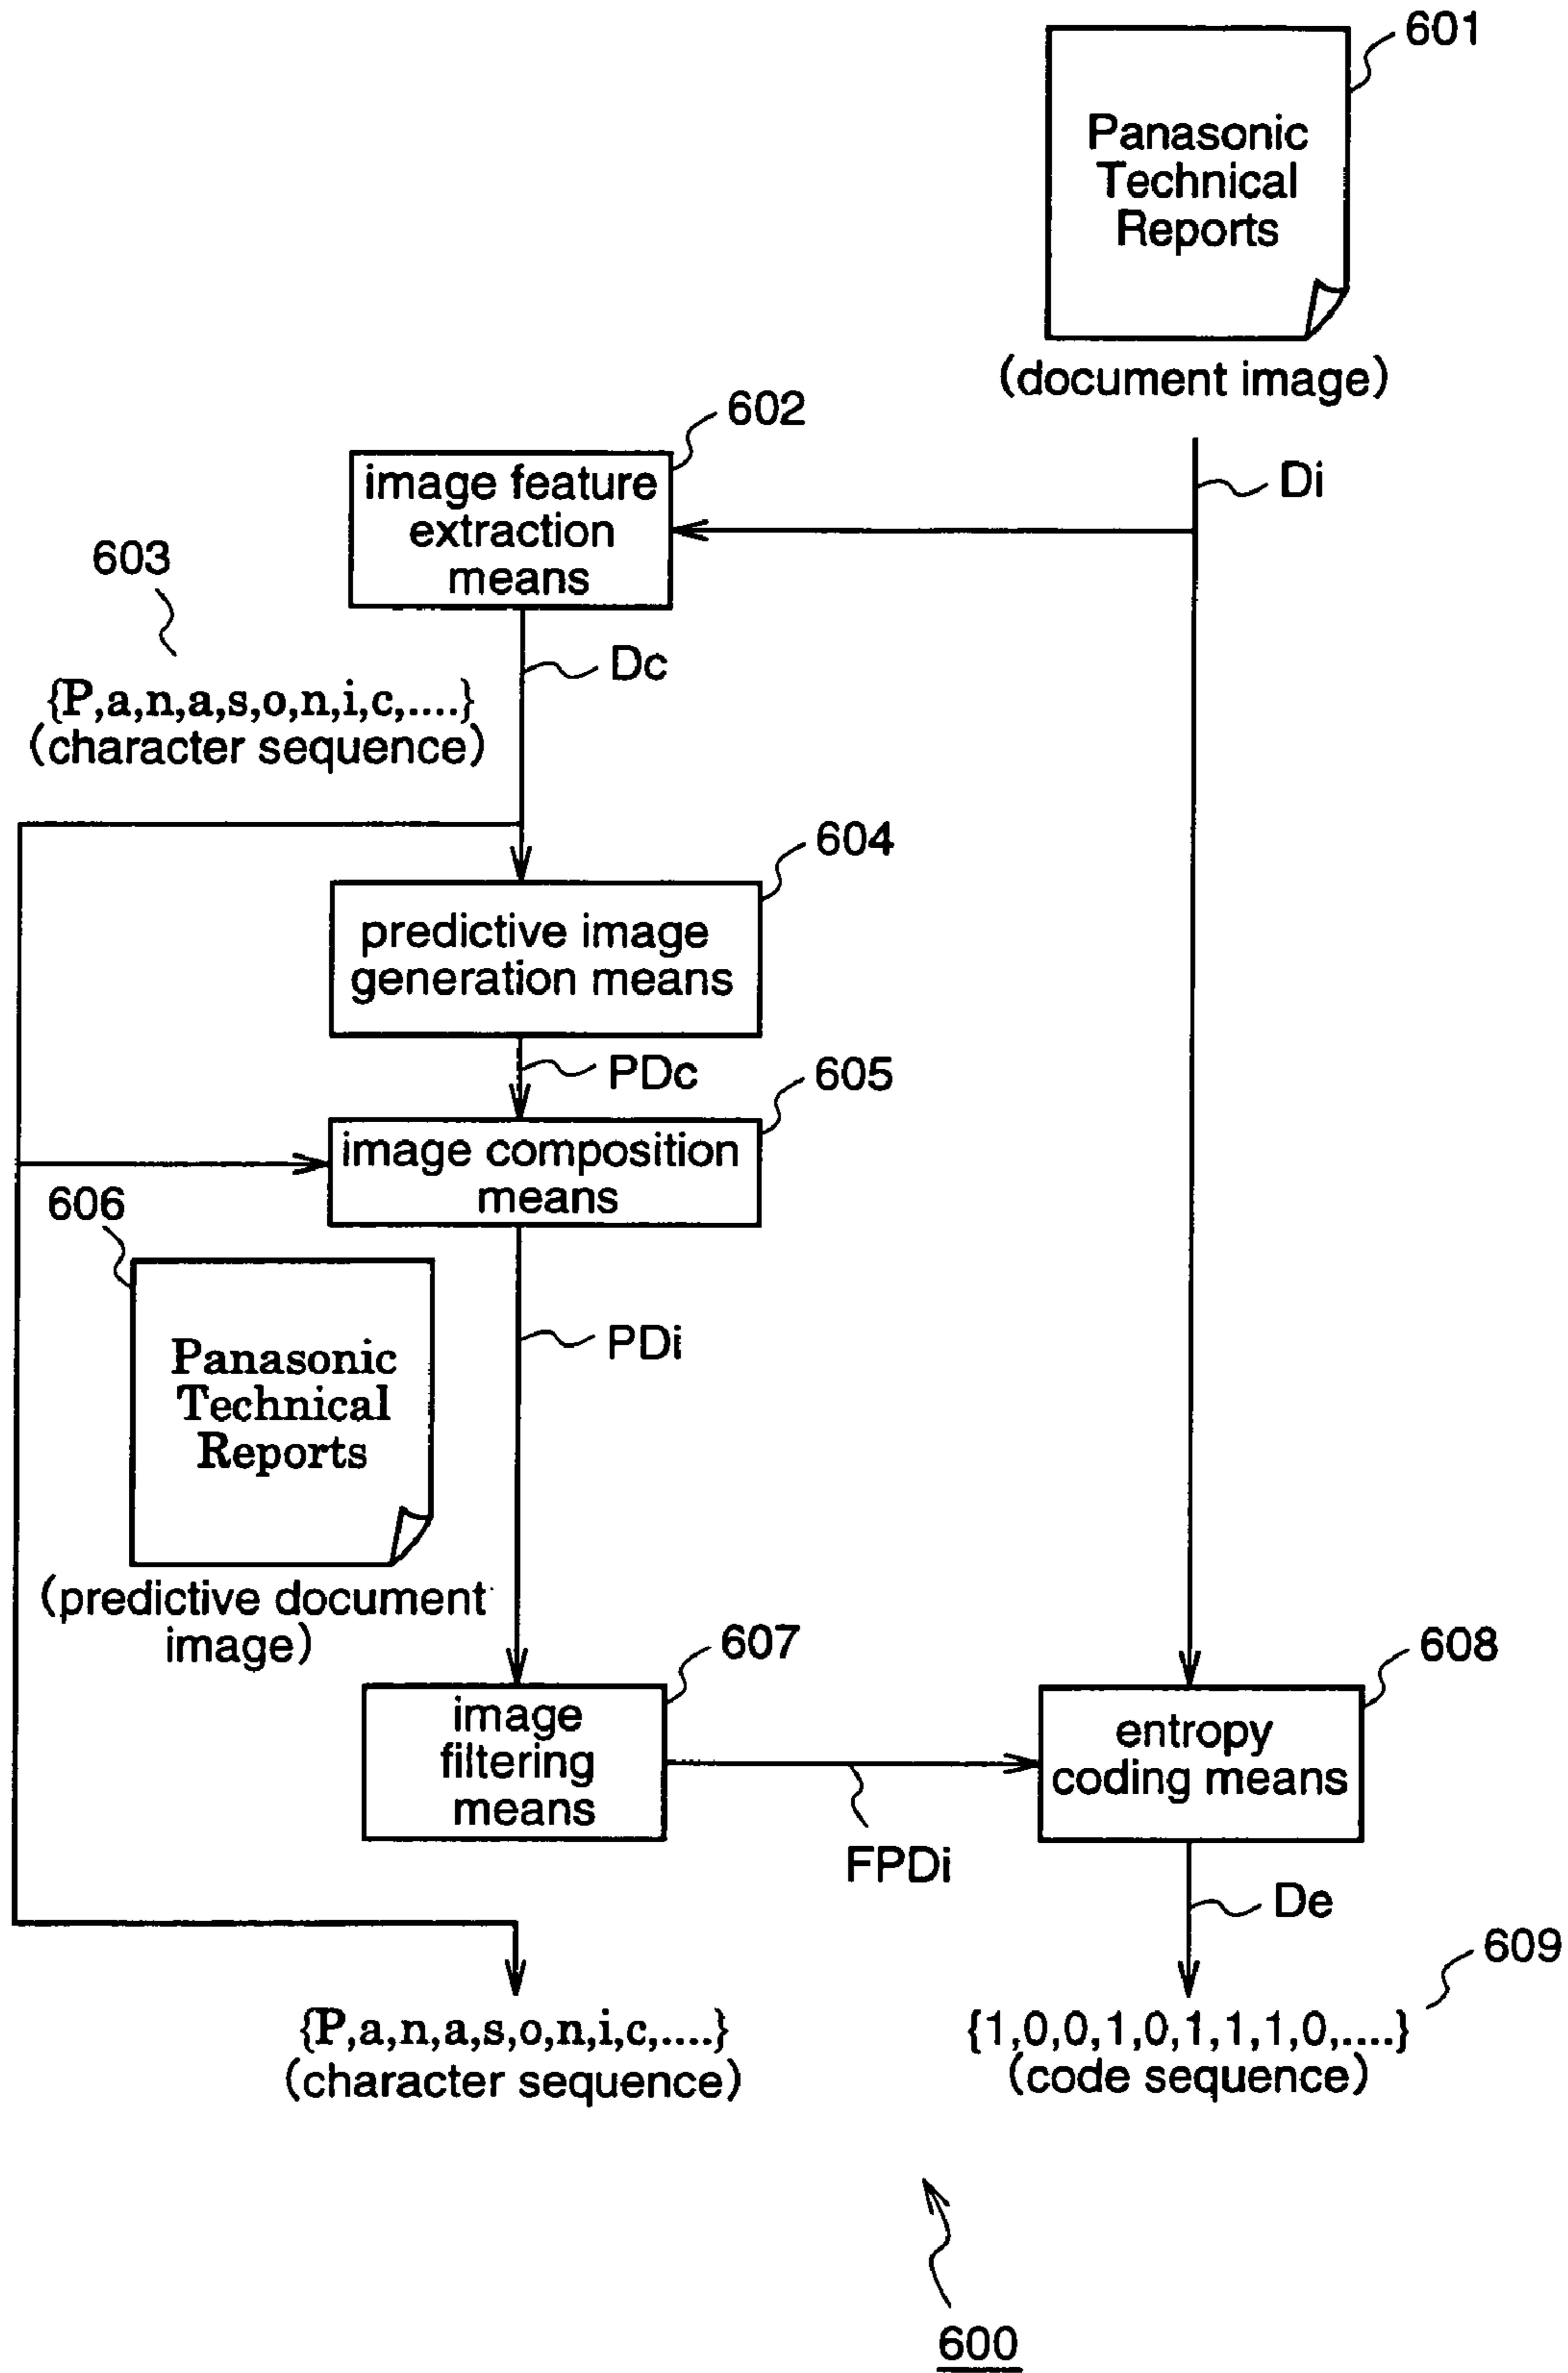 601
Panasonic
Technical
Reports
(document image)
602
image feature
extraction
means
Di
603
Dc
{P,a,n,a,s,o,n,i,c,....}
(character sequence)
604
predictive image
generation means
PDc
605
image composition
means
606
PDi
Panasonic
Technical
Reports
(predictive document
image)
607
608
image
filtering
means
entropy
coding means
FPDi
De
609
{P,a,n,a,s,o,n,i,c,....}
(character sequence)
{1,0,0,1,0,1,1,1,0,.....}
(code sequence)
600